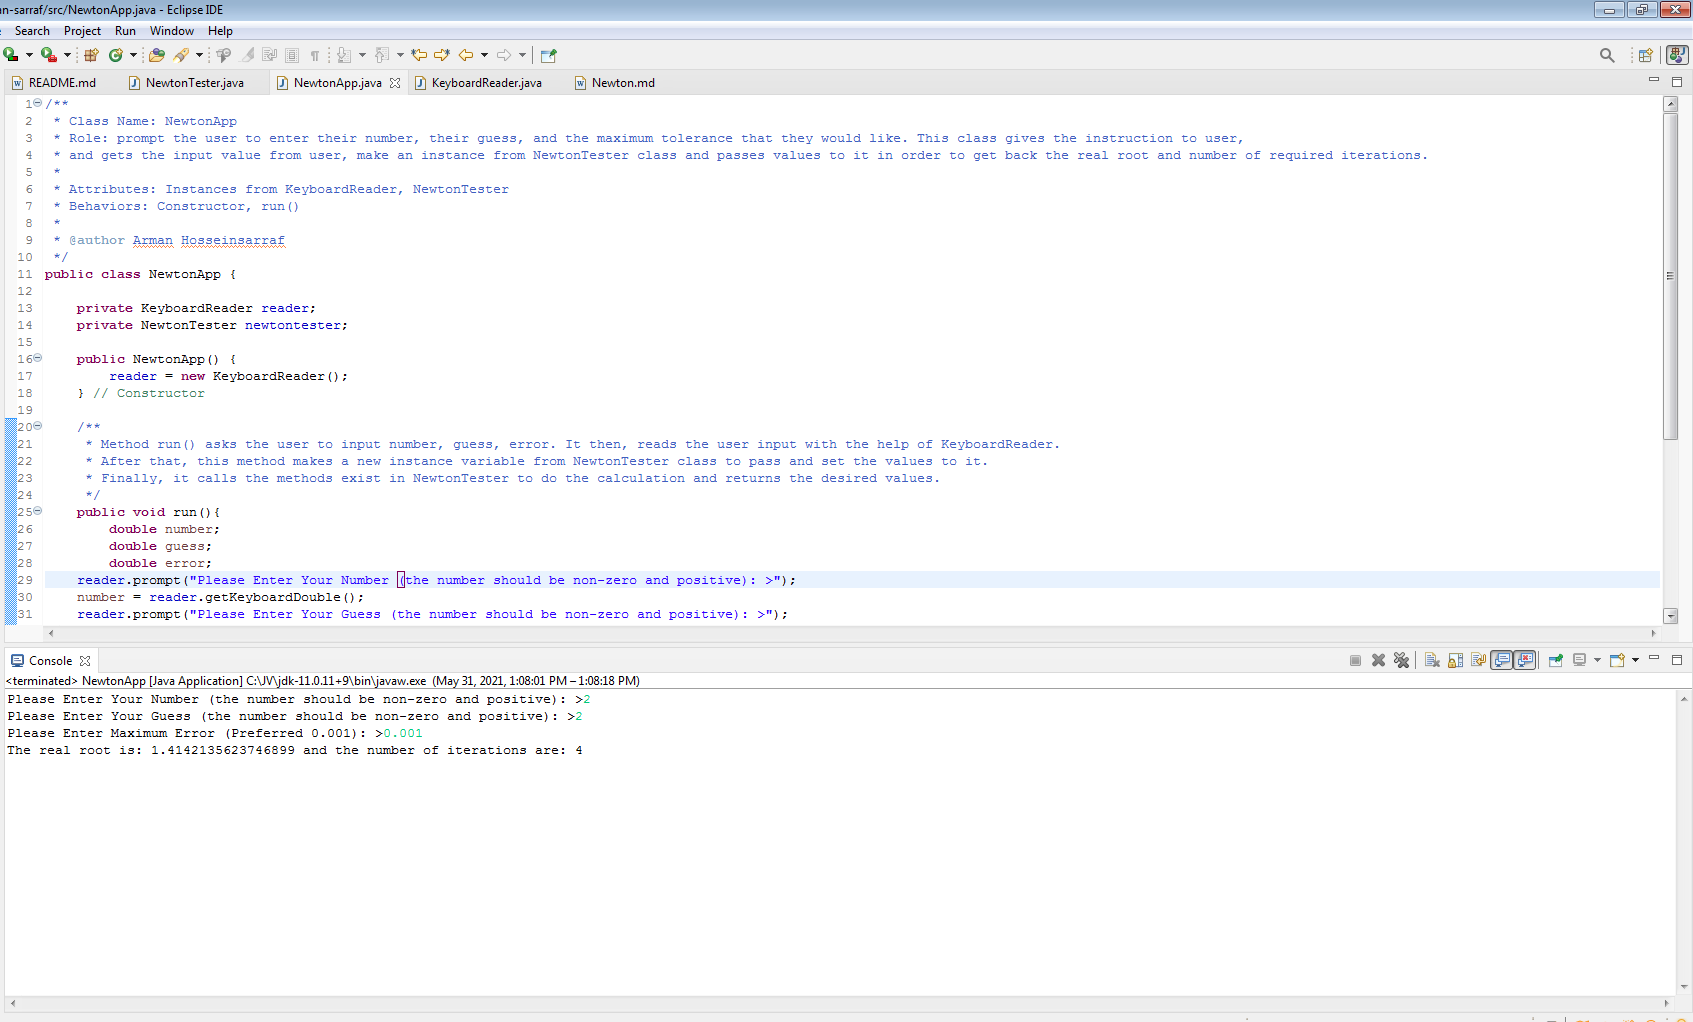 n-sarraf/src/NewtonApp.java - Eclipse IDE
Search Project Run Window Help
README.md NewtonTester.java NewtonApp.java KeyboardReader.java Newton.md
1 /**
2 * Class Name: NewtonApp
3 * Role: prompt the user to enter their number, their guess, and the maximum tolerance that they would like. This class gives the instruction to user,
4 * and gets the input value from user, make an instance from NewtonTester class and passes values to it in order to get back the real root and number of required iterations.
5 *
6 * Attributes: Instances from KeyboardReader, NewtonTester
7 * Behaviors: Constructor, run()
8 *
9 * @author Arman Hosseinsarraf
10 */
11 public class NewtonApp {
12
13 private KeyboardReader reader;
14 private NewtonTester newtontester;
15
16 public NewtonApp() {
17 reader = new KeyboardReader();
18 } // Constructor
19
20 /**
21 * Method run() asks the user to input number, guess, error. It then, reads the user input with the help of KeyboardReader.
22 * After that, this method makes a new instance variable from NewtonTester class to pass and set the values to it.
23 * Finally, it calls the methods exist in NewtonTester to do the calculation and returns the desired values.
24 */
25 public void run(){
26 double number;
27 double guess;
28 double error;
29 reader.prompt("Please Enter Your Number (the number should be non-zero and positive): >");
30 number = reader.getKeyboardDouble();
31 reader.prompt("Please Enter Your Guess (the number should be non-zero and positive): >");
Console
<terminated> NewtonApp [Java Application] C:\JV\jdk-11.0.11+9\bin\javaw.exe (May 31, 2021, 1:08:01 PM – 1:08:18 PM)
Please Enter Your Number (the number should be non-zero and positive): >2
Please Enter Your Guess (the number should be non-zero and positive): >2
Please Enter Maximum Error (Preferred 0.001): >0.001
The real root is: 1.4142135623746899 and the number of iterations are: 4